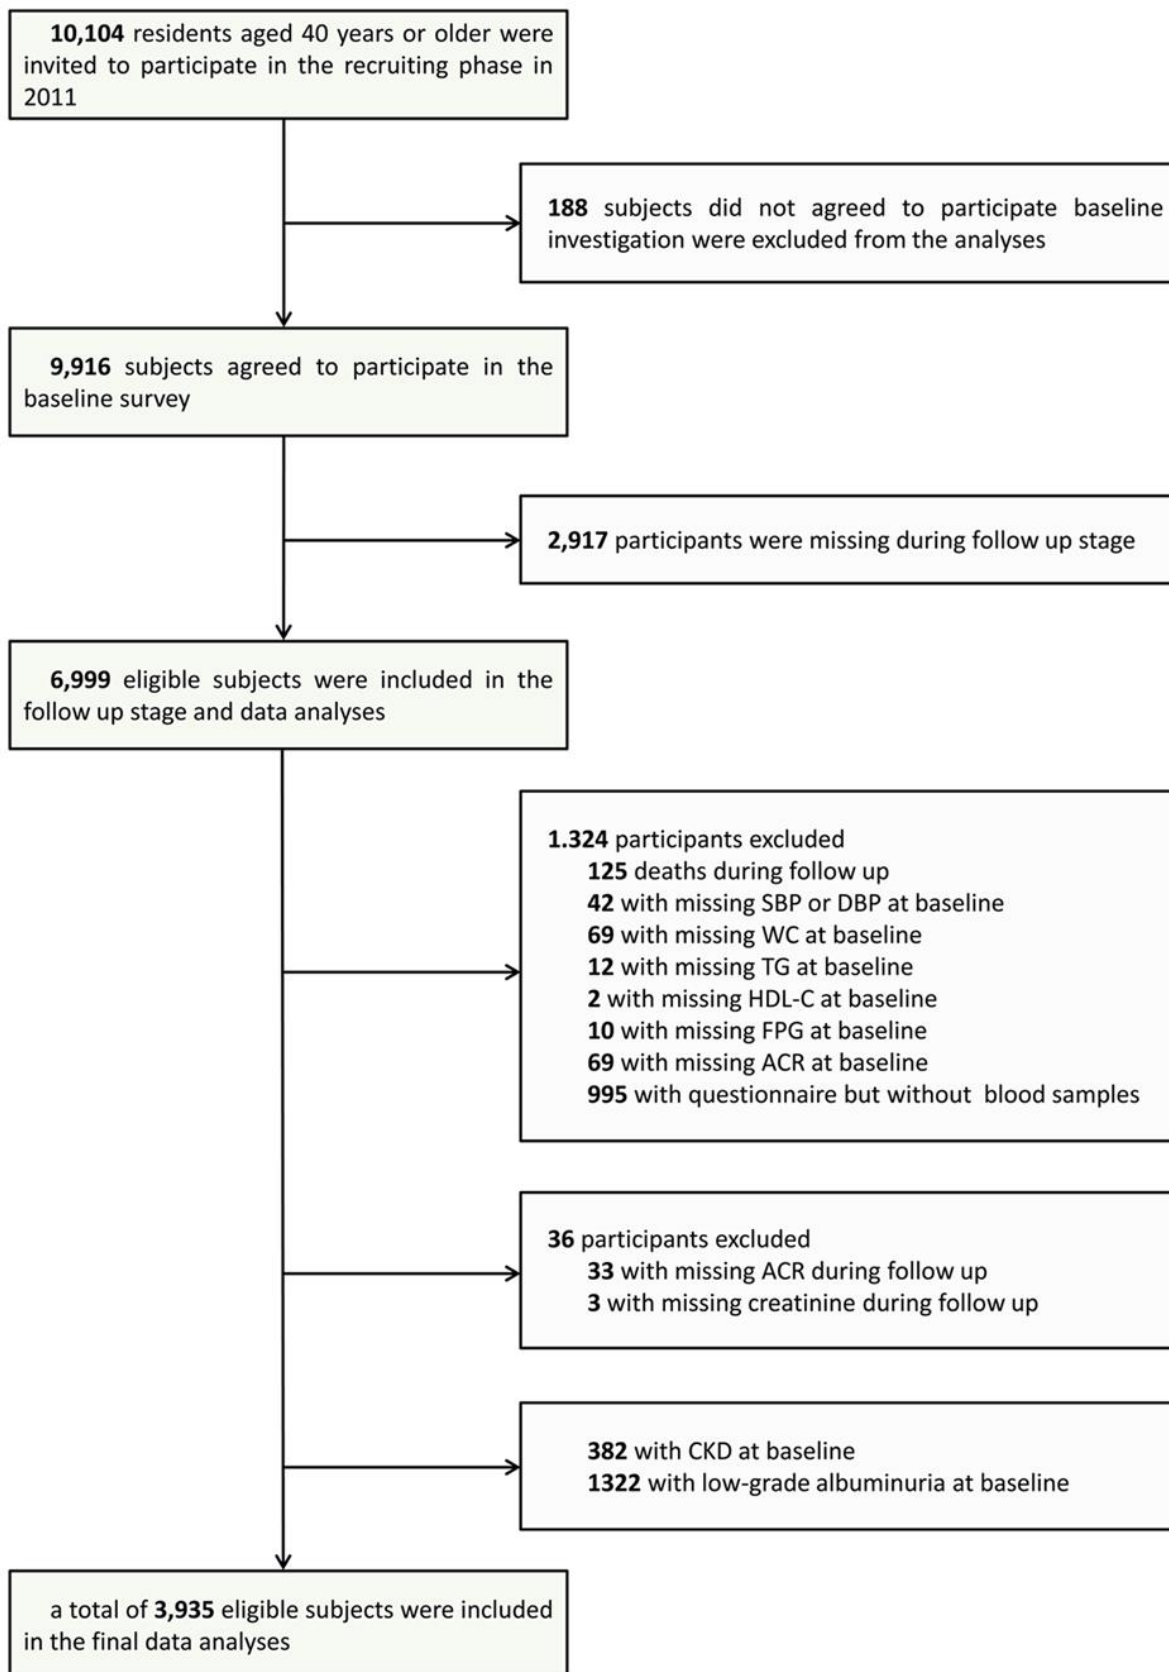 10,104 residents aged 40 years or older were
invited to participate in the recruiting phase in
2011
188 subjects did not agreed to participate baseline
investigation were excluded from the analyses
9,916 subjects agreed to participate in the
baseline survey
2,917 participants were missing during follow up stage
6,999 eligible subjects were included in the
follow up stage and data analyses
1.324 participants excluded
125 deaths during follow up
42 with missing SBP or DBP at baseline
69 with missing WC at baseline
12 with missing TG at baseline
2 with missing HDL-C at baseline
10 with missing FPG at baseline
69 with missing ACR at baseline
995 with questionnaire but without blood samples
36 participants excluded
33 with missing ACR during follow up
3 with missing creatinine during follow up
382 with CKD at baseline
1322 with low-grade albuminuria at baseline
a total of 3,935 eligible subjects were included
in the final data analyses